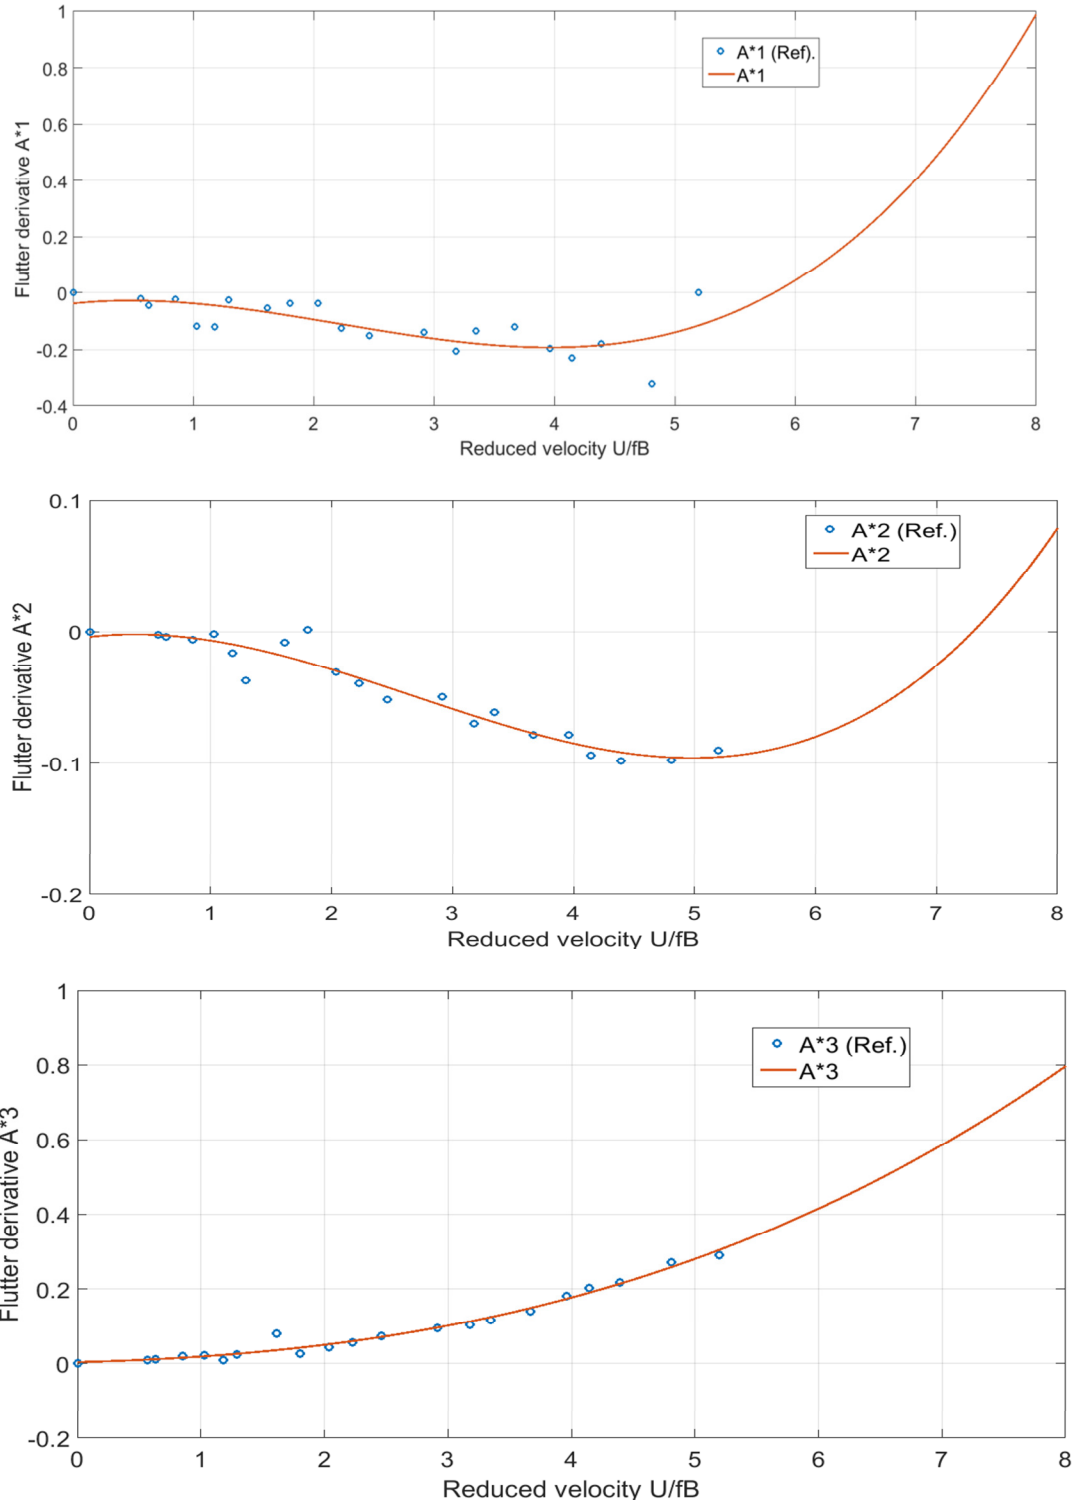 1
0.8
0.6
0.4
0.2
0
-0.2
-0.4
Flutter derivative A*1
A*1 (Ref).
A*1
0 1 2 3 4 5 6 7 8
Reduced velocity U/fB
0.1
0
-0.1
-0.2
Flutter derivative A*2
A*2 (Ref.)
A*2
0 1 2 3 4 5 6 7 8
Reduced velocity U/fB
1
0.8
0.6
0.4
0.2
0
-0.2
Flutter derivative A*3
A*3 (Ref.)
A*3
0 1 2 3 4 5 6 7 8
Reduced velocity U/fB